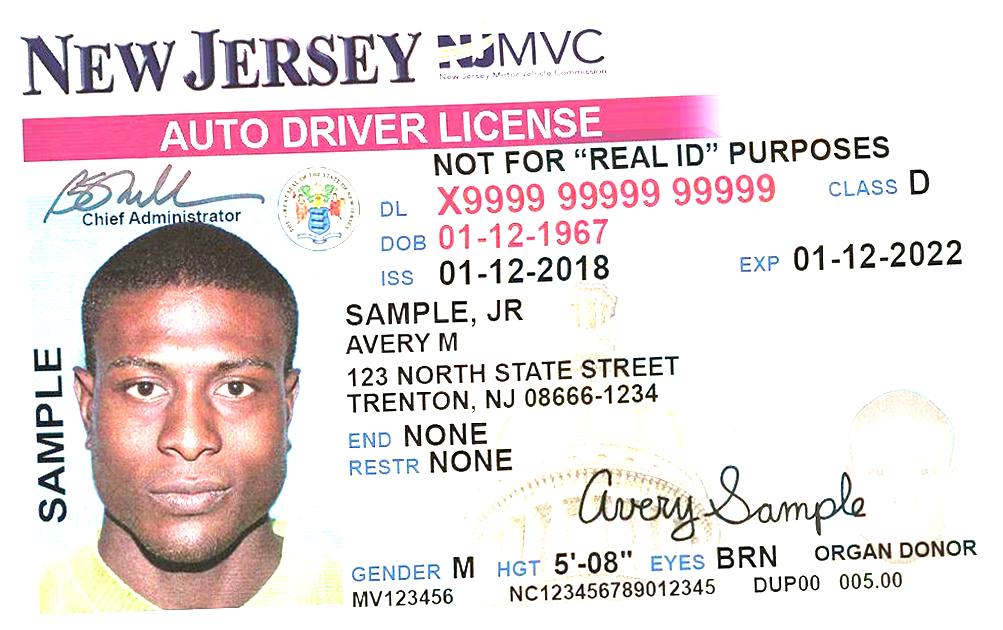 NEW JERSEY NJMVC
New Jersey Motor Vehicle Commission
AUTO DRIVER LICENSE
NOT FOR “REAL ID” PURPOSES
Chief Administrator
DL X9999 99999 99999 CLASS D
DOB 01-12-1967
ISS 01-12-2018 EXP 01-12-2022
SAMPLE, JR
AVERY M
123 NORTH STATE STREET
TRENTON, NJ 08666-1234
END NONE
RESTR NONE
SAMPLE
Avery Sample
GENDER M HGT 5'-08" EYES BRN ORGAN DONOR
MV123456 NC123456789012345 DUP00 005.00